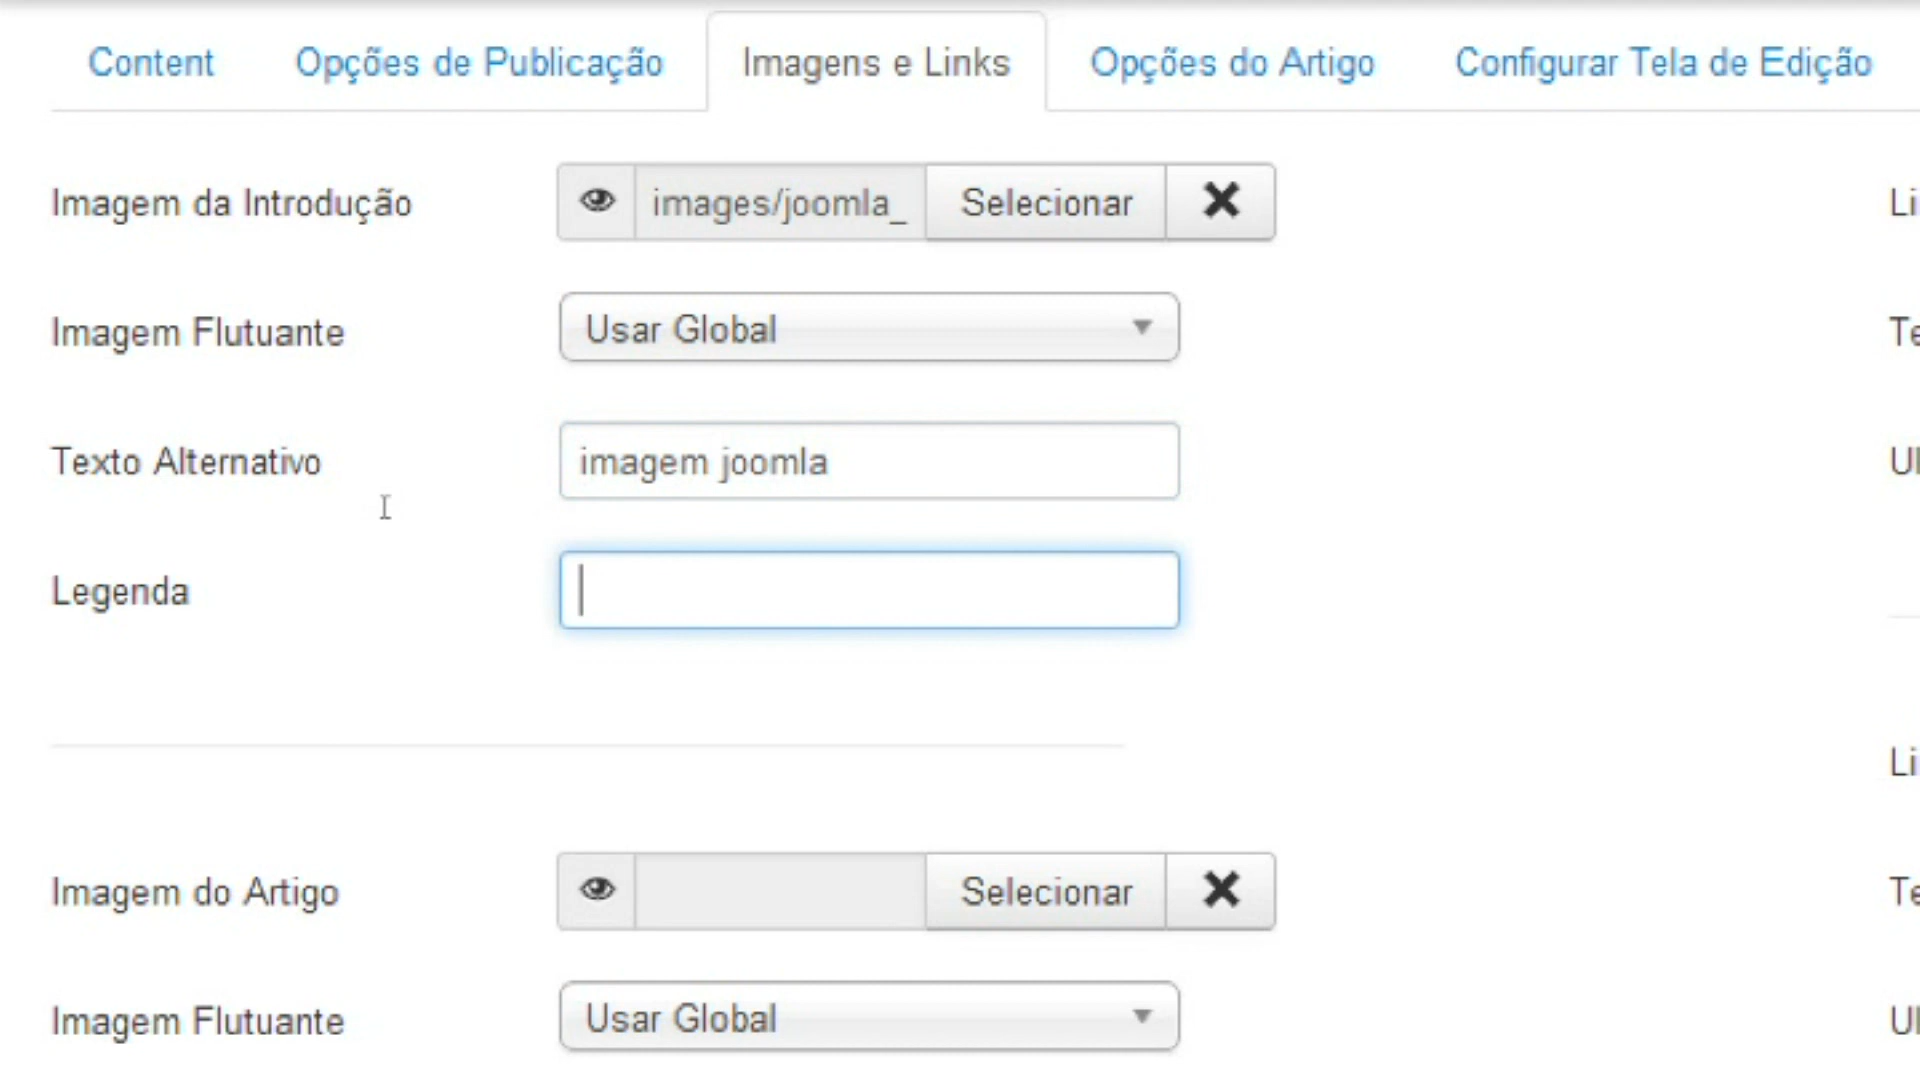 Content Opções de Publicação Imagens e Links Opções do Artigo Configurar Tela de Edição
Imagem da Introdução images/joomla_ Selecionar
Imagem Flutuante Usar Global
Texto Alternativo imagem joomla
Legenda
Imagem do Artigo Selecionar
Imagem Flutuante Usar Global